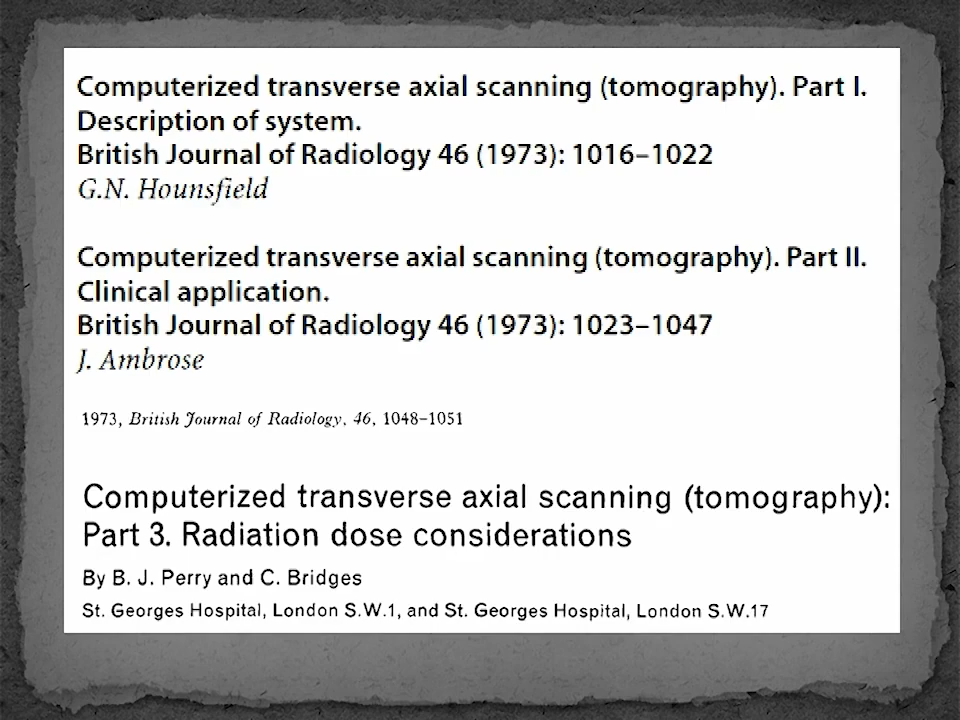 Computerized transverse axial scanning (tomography). Part I.
Description of system.
British Journal of Radiology 46 (1973): 1016–1022
G.N. Hounsfield
Computerized transverse axial scanning (tomography). Part II.
Clinical application.
British Journal of Radiology 46 (1973): 1023–1047
J. Ambrose
1973, British Journal of Radiology, 46, 1048–1051
Computerized transverse axial scanning (tomography):
Part 3. Radiation dose considerations
By B. J. Perry and C. Bridges
St. Georges Hospital, London S.W.1, and St. Georges Hospital, London S.W.17